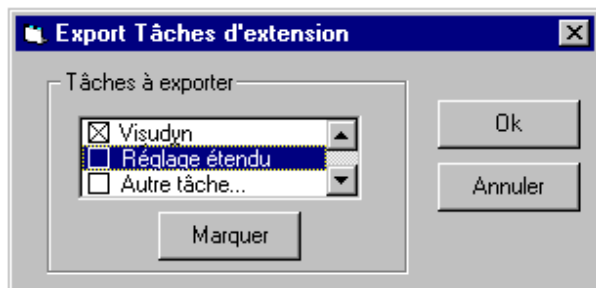 Export Tâches d'extension
Tâches à exporter
Visudyn
Réglage étendu
Autre tâche...
Marquer
Ok
Annuler